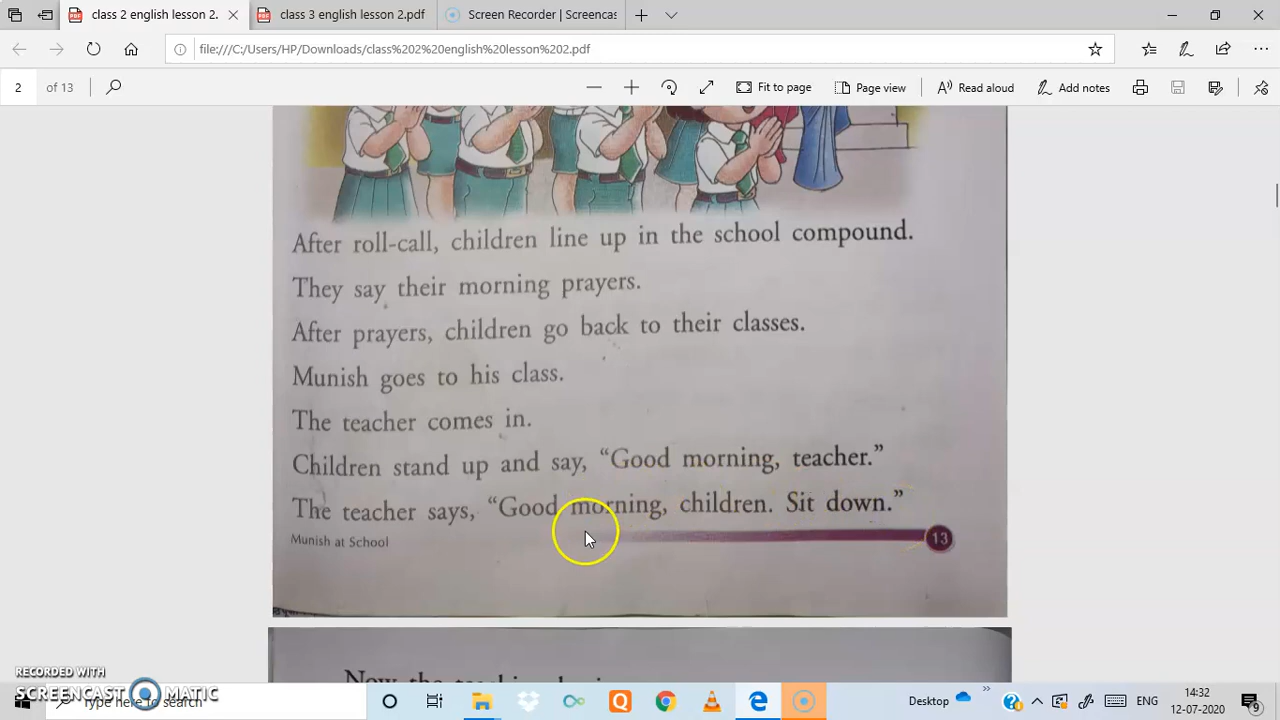 class 2 english lesson 2.
class 3 english lesson 2.pdf
Screen Recorder | Screencas
file:///C:/Users/HP/Downloads/class%202%20english%20lesson%202.pdf
2 of 13
Fit to page
Page view
Read aloud
Add notes
After roll-call, children line up in the school compound.
They say their morning prayers.
After prayers, children go back to their classes.
Munish goes to his class.
The teacher comes in.
Children stand up and say, “Good morning, teacher.”
The teacher says, “Good morning, children. Sit down.”
Munish at School
13
RECORDED WITH
SCREENCAST MATIC
Type here to search
Desktop
ENG
14:32
12-07-2020
9